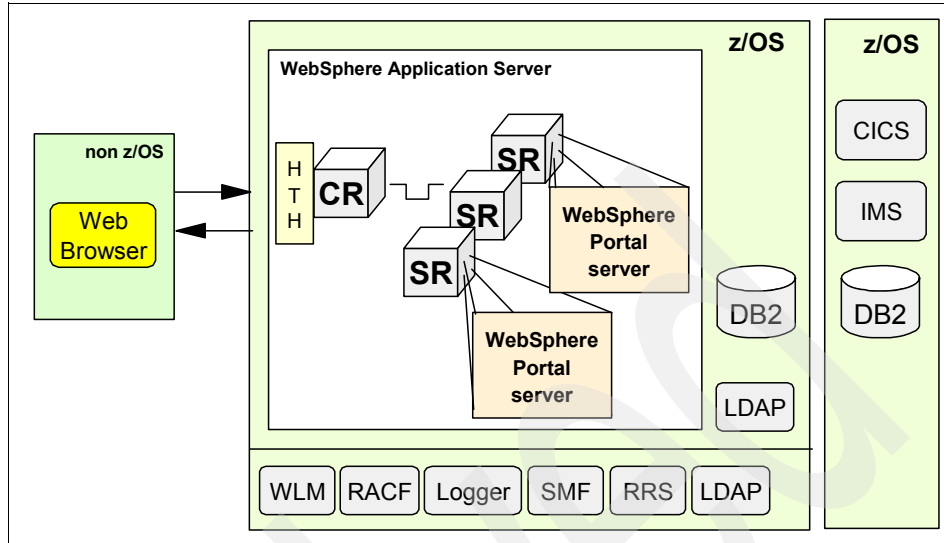 z/OS
z/OS
WebSphere Application Server
non z/OS
Web
Browser
H
T
H
CR
SR
SR
SR
WebSphere
Portal
server
WebSphere
Portal
server
DB2
LDAP
CICS
IMS
DB2
WLM
RACF
Logger
SMF
RRS
LDAP